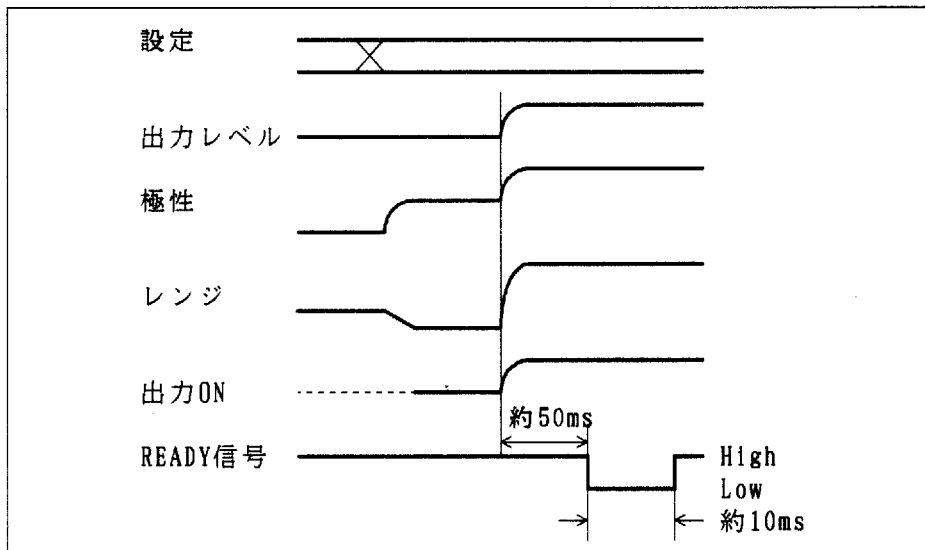 設定
出力レベル
極性
レンジ
出力ON
約50ms
READY信号
High
Low
約10ms